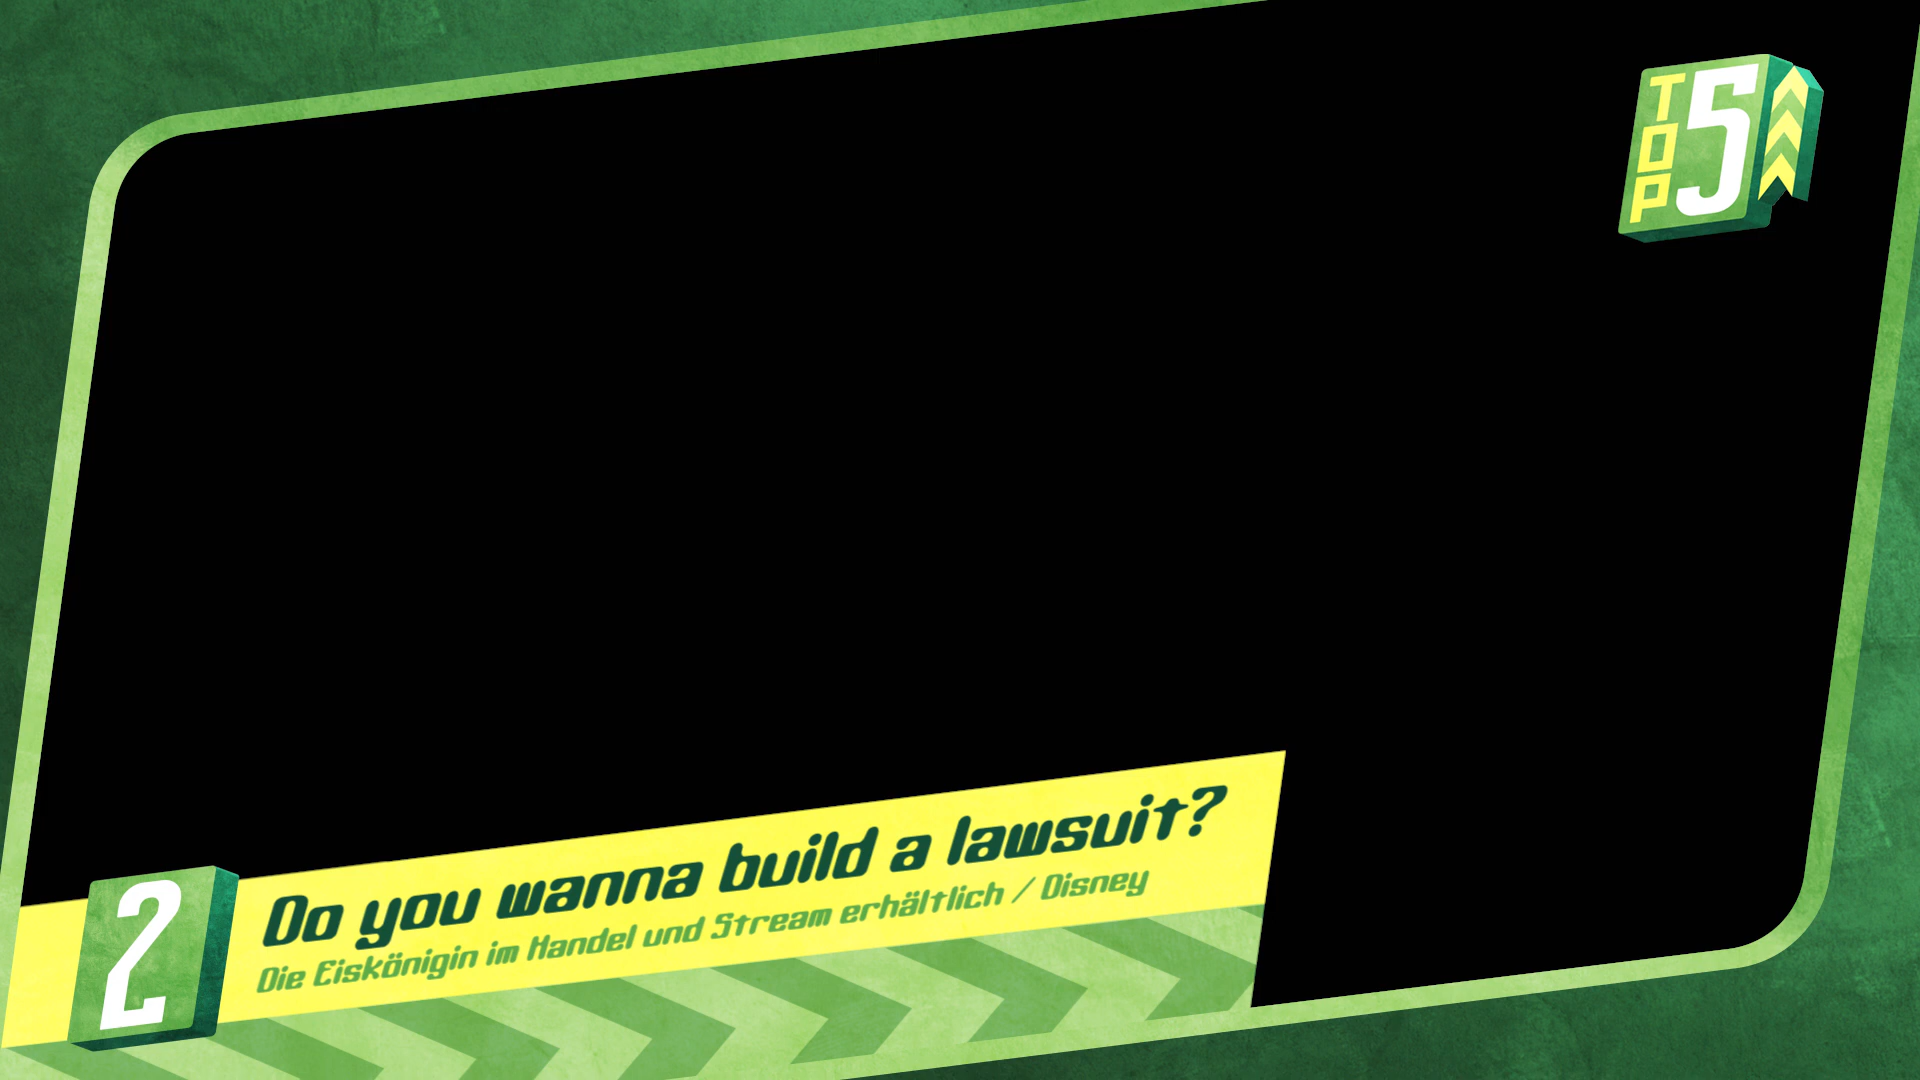 TOP
5
2
Do you wanna build a lawsuit?
Die Eiskönigin im Handel und Stream erhältlich / Disney